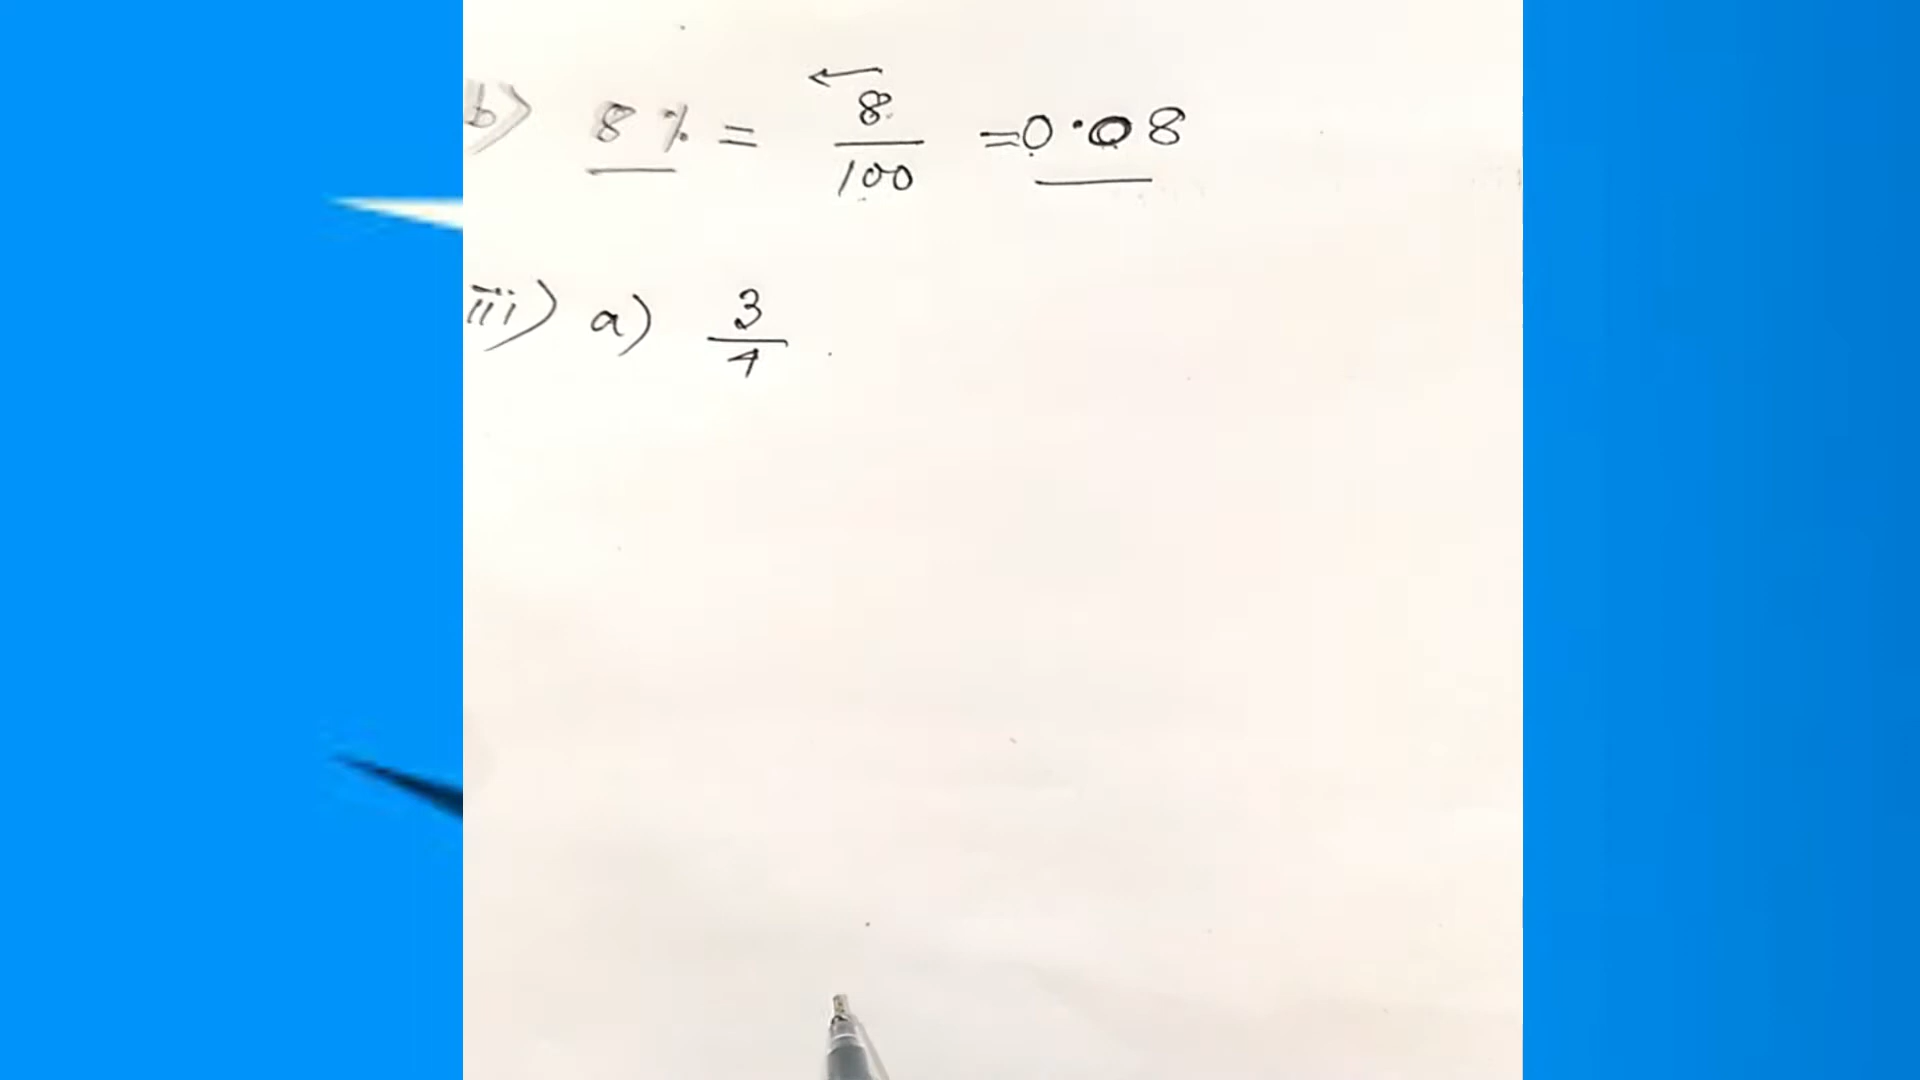 b) 8% = 8/100 = 0.08
iii) a) 3/4